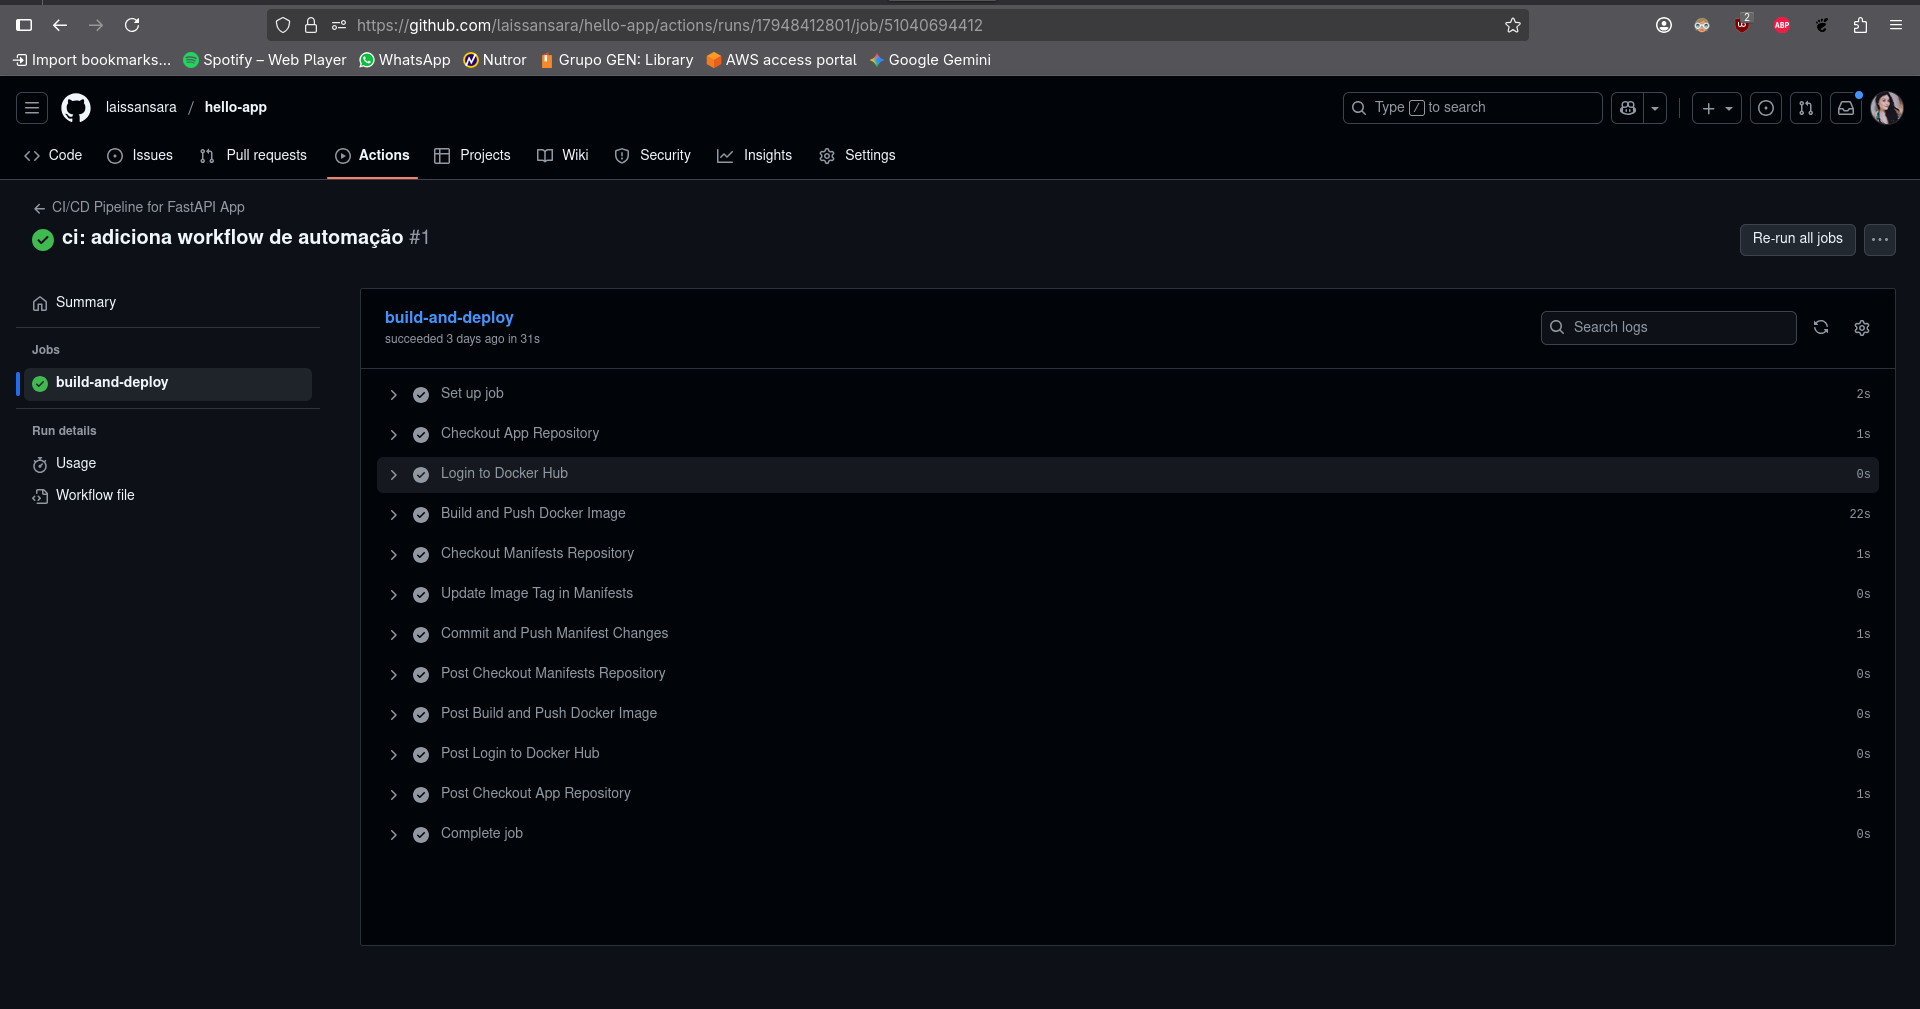 https://github.com/laissansara/hello-app/actions/runs/17948412801/job/51040694412
2
ABP
Import bookmarks... Spotify – Web Player WhatsApp Nutror Grupo GEN: Library AWS access portal Google Gemini
laissansara / hello-app
Type / to search
Code Issues Pull requests Actions Projects Wiki Security Insights Settings
← CI/CD Pipeline for FastAPI App
ci: adiciona workflow de automação #1
Re-run all jobs
Summary
Jobs
build-and-deploy
Run details
Usage
Workflow file
build-and-deploy
succeeded 3 days ago in 31s
Search logs
Set up job 2s
Checkout App Repository 1s
Login to Docker Hub 0s
Build and Push Docker Image 22s
Checkout Manifests Repository 1s
Update Image Tag in Manifests 0s
Commit and Push Manifest Changes 1s
Post Checkout Manifests Repository 0s
Post Build and Push Docker Image 0s
Post Login to Docker Hub 0s
Post Checkout App Repository 1s
Complete job 0s